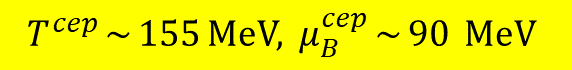 T^{cep} ~ 155 MeV, μ_B^{cep} ~ 90 MeV